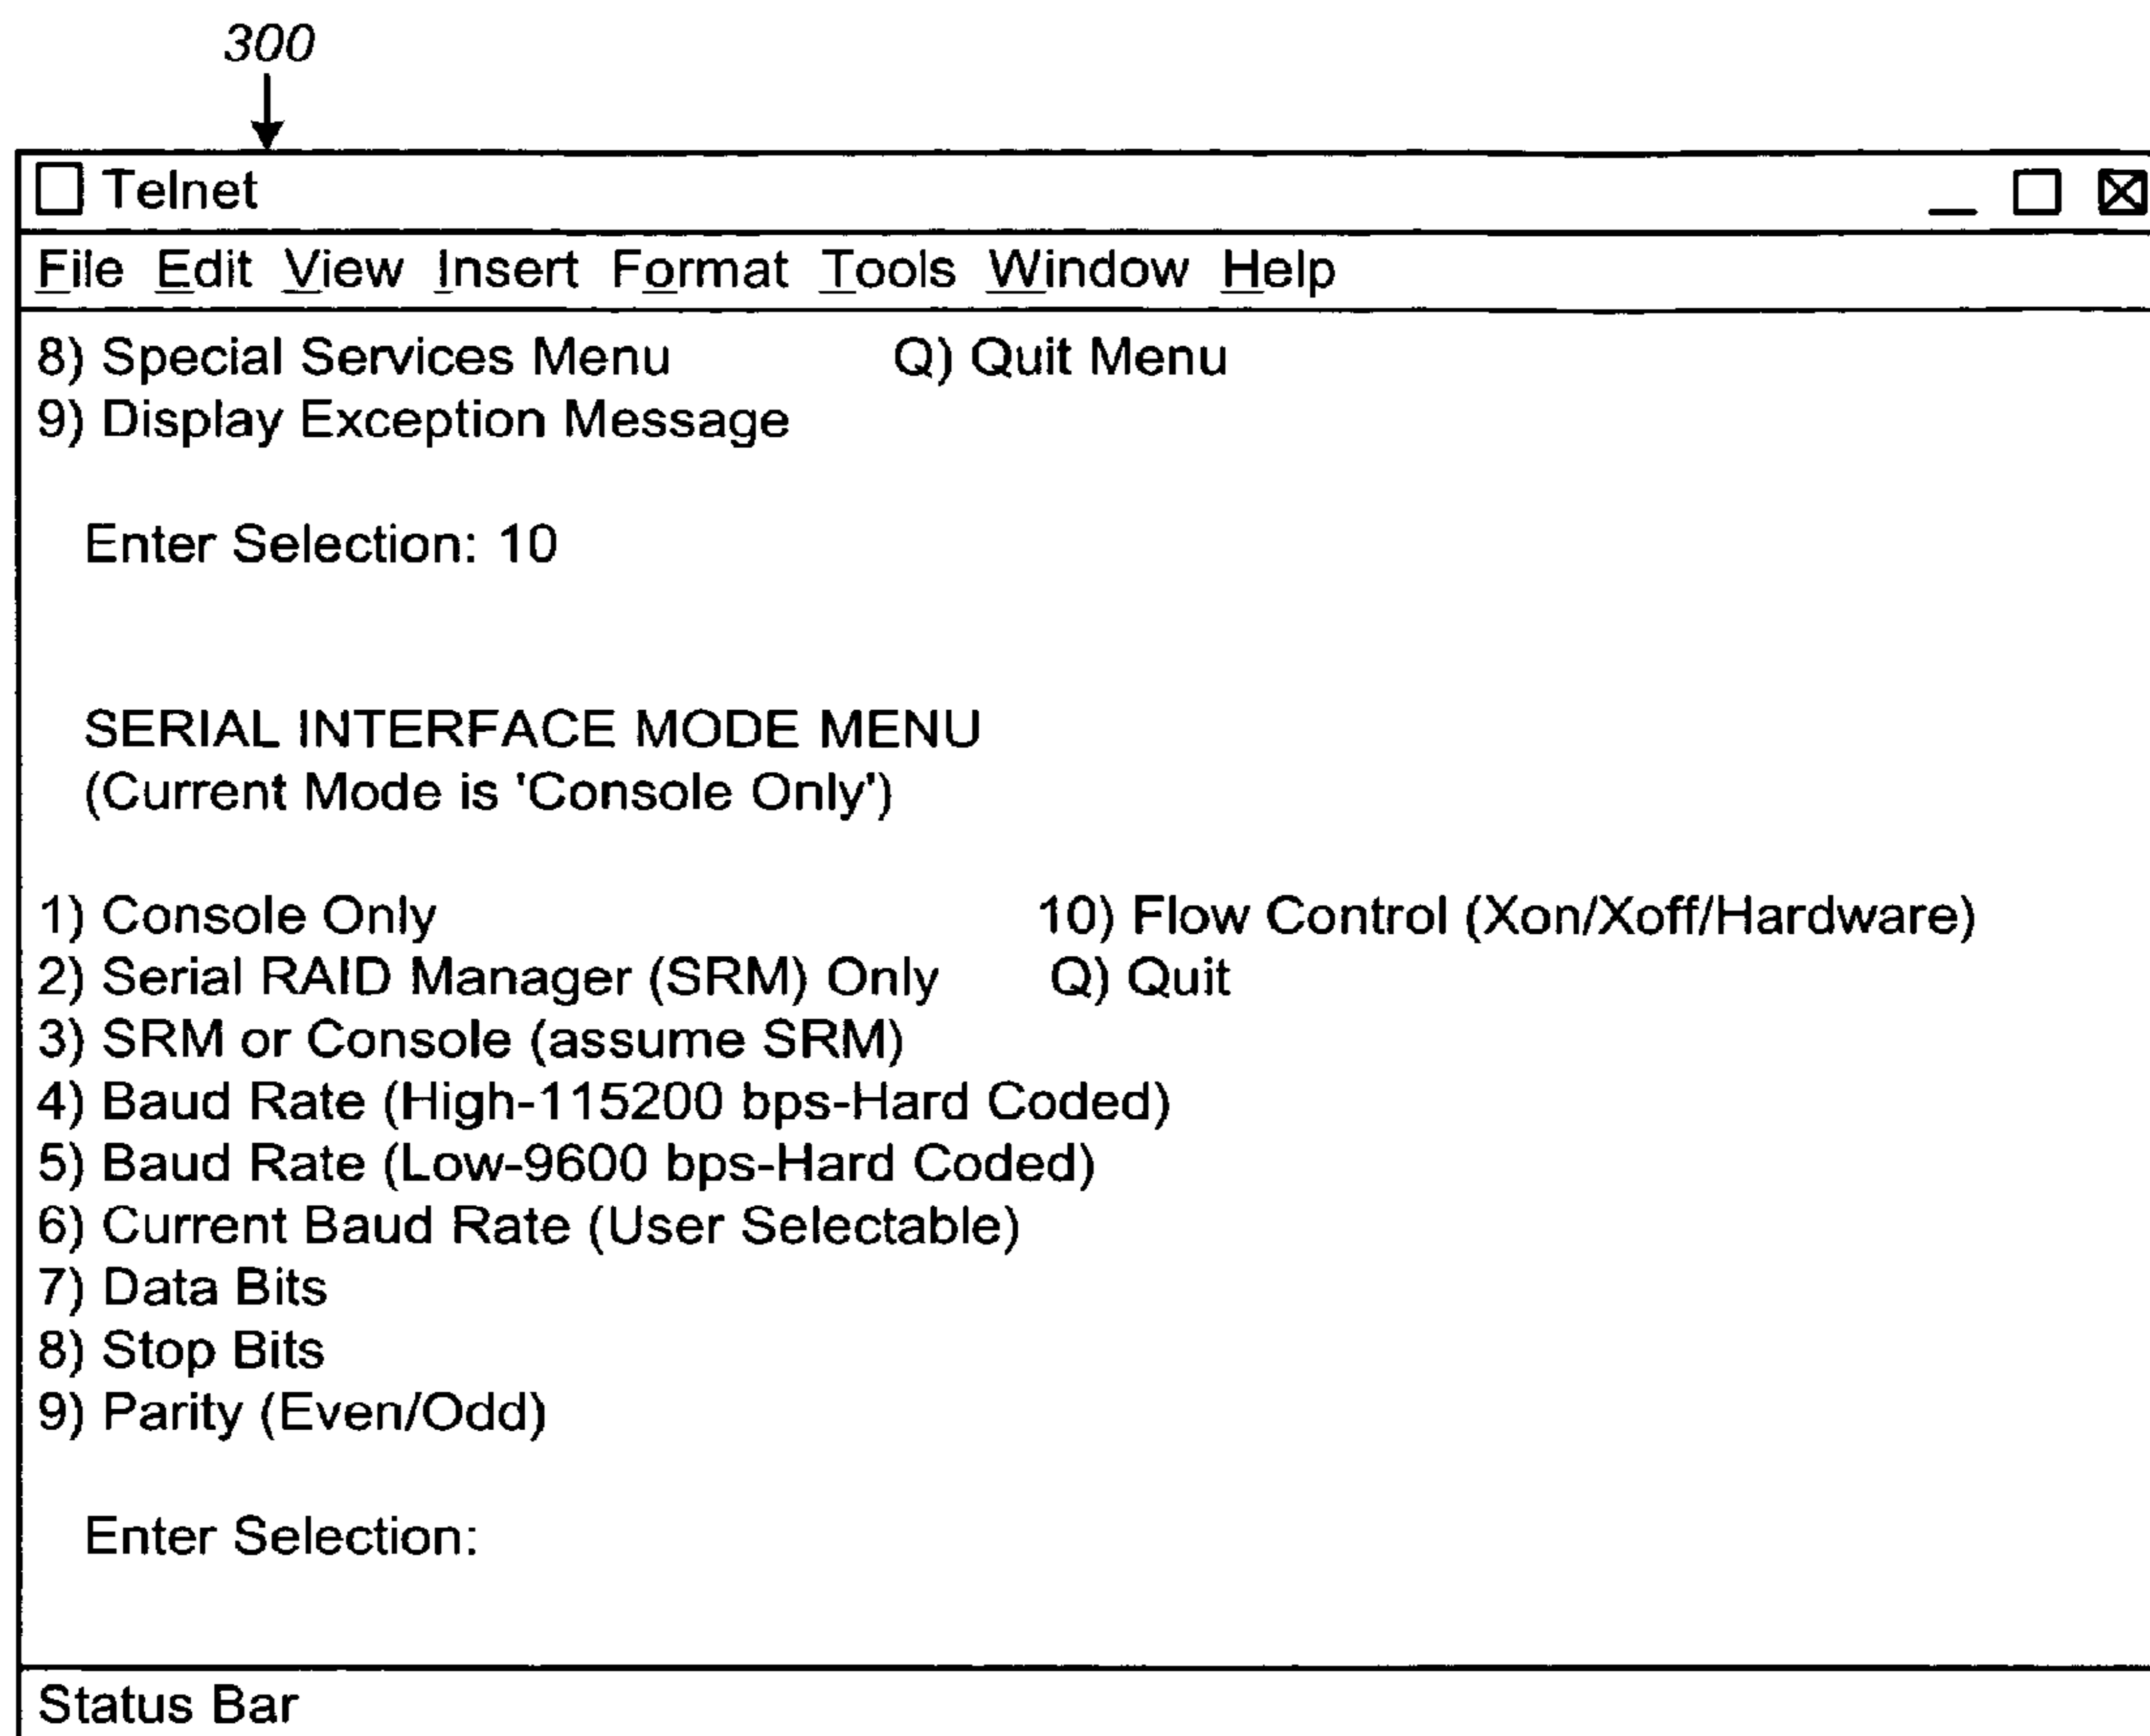 300
Telnet
File Edit View Insert Format Tools Window Help
8) Special Services Menu Q) Quit Menu
9) Display Exception Message
Enter Selection: 10
SERIAL INTERFACE MODE MENU
(Current Mode is 'Console Only')
1) Console Only 10) Flow Control (Xon/Xoff/Hardware)
2) Serial RAID Manager (SRM) Only Q) Quit
3) SRM or Console (assume SRM)
4) Baud Rate (High-115200 bps-Hard Coded)
5) Baud Rate (Low-9600 bps-Hard Coded)
6) Current Baud Rate (User Selectable)
7) Data Bits
8) Stop Bits
9) Parity (Even/Odd)
Enter Selection:
Status Bar